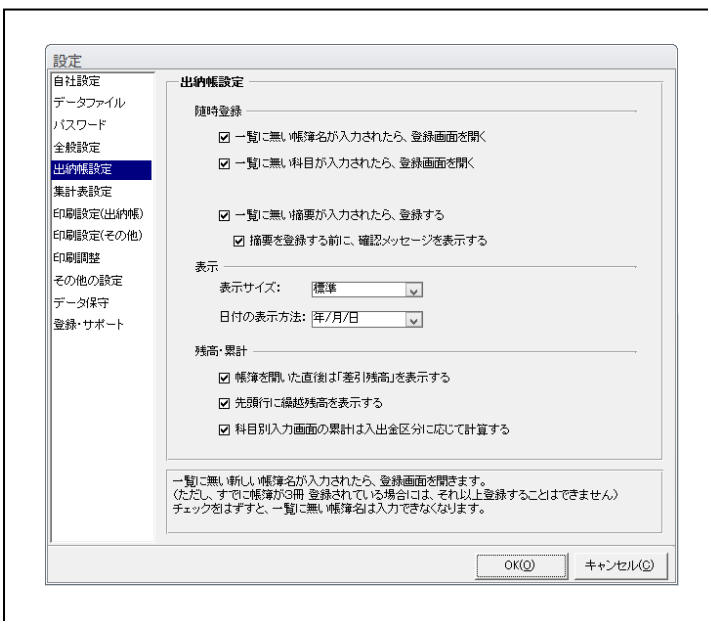 設定
自社設定
データファイル
パスワード
全般設定
出納帳設定
集計表設定
印刷設定(出納帳)
印刷設定(その他)
印刷調整
その他の設定
データ保守
登録・サポート
出納帳設定
随時登録
一覧に無い帳簿名が入力されたら、登録画面を開く
一覧に無い科目が入力されたら、登録画面を開く
一覧に無い摘要が入力されたら、登録する
摘要を登録する前に、確認メッセージを表示する
表示
表示サイズ: 標準
日付の表示方法: 年/月/日
残高・累計
帳簿を開いた直後は「差引残高」を表示する
先頭行に繰越残高を表示する
科目別入力画面の累計は入出金区分に応じて計算する
一覧に無い新しい帳簿名が入力されたら、登録画面を開きます。
(ただし、すでに帳簿が3冊 登録されている場合には、それ以上登録することはできません)
チェックをはずすと、一覧に無い帳簿名は入力できなくなります。
OK(O) キャンセル(C)